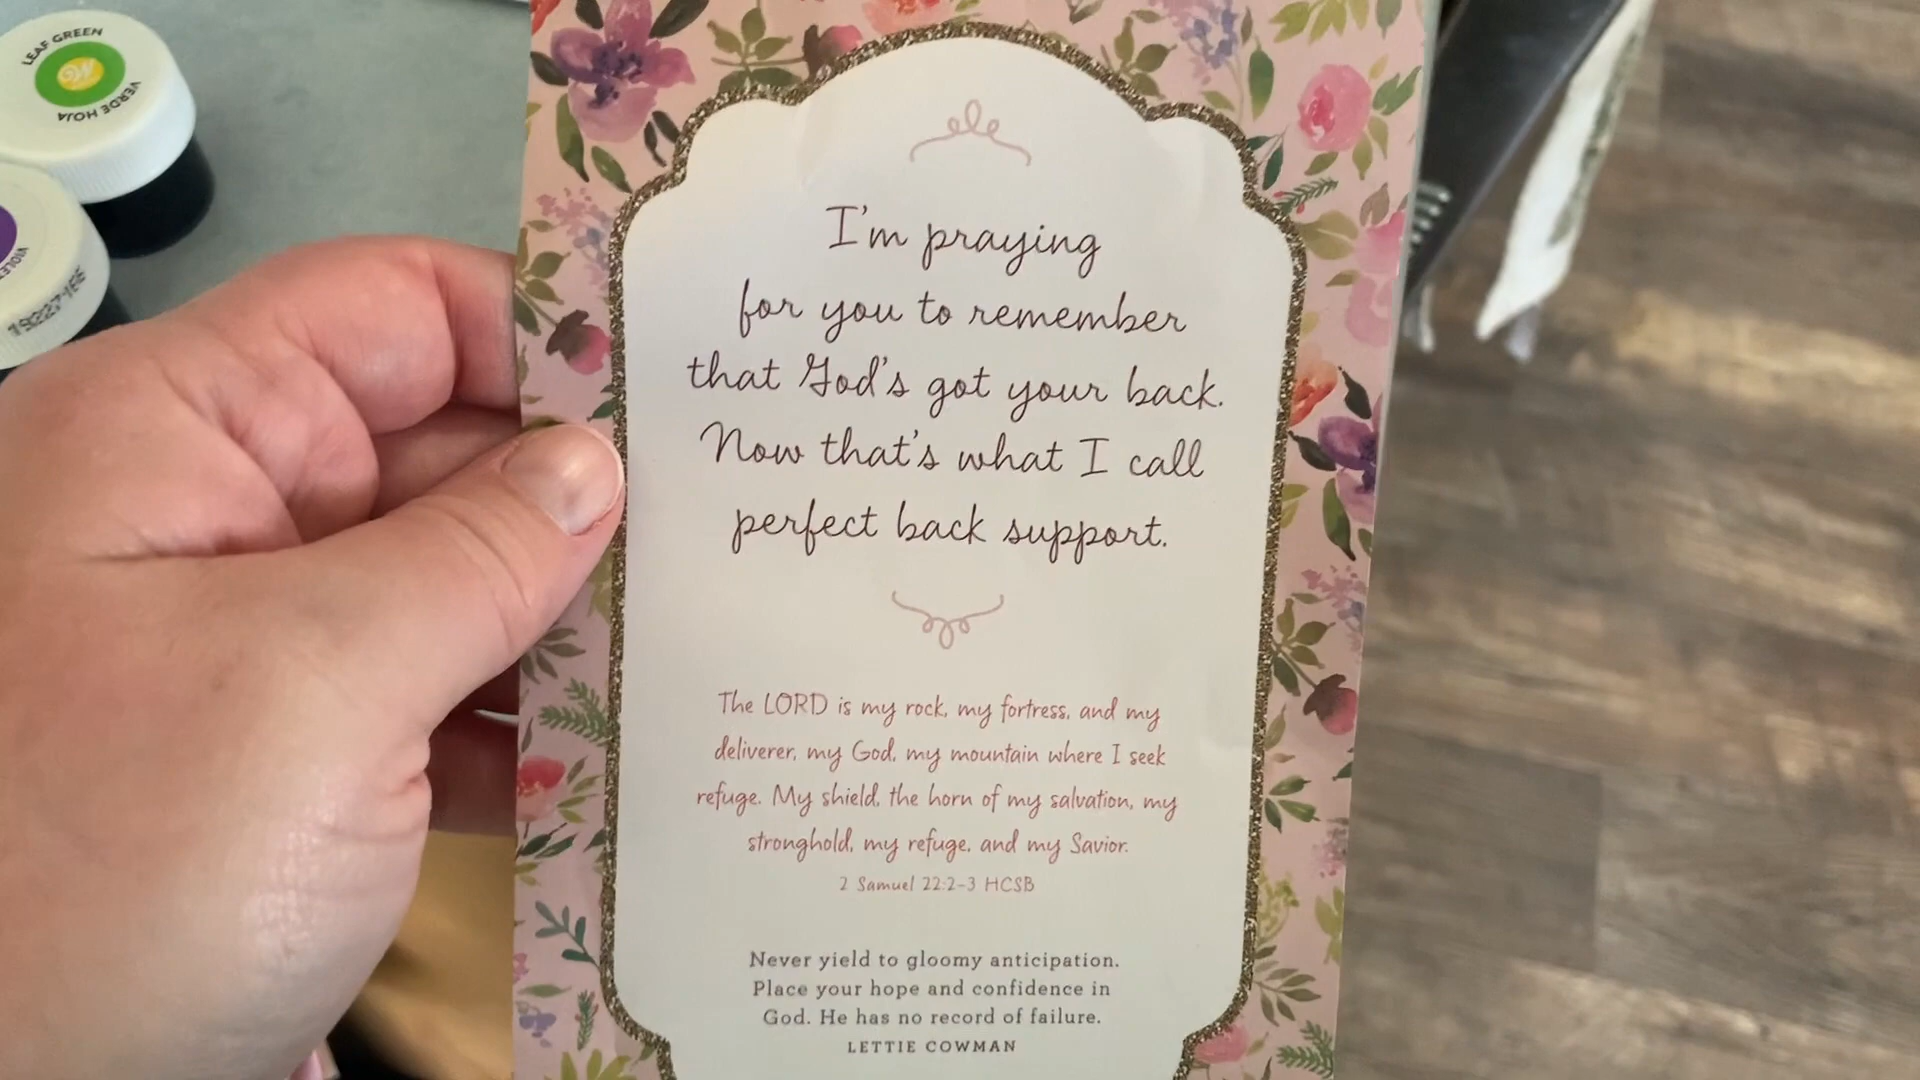 LEAF GREEN
VERDE HOJA
VIOLET
I'm praying
for you to remember
that God's got your back.
Now that's what I call
perfect back support.
The LORD is my rock, my fortress, and my
deliverer, my God, my mountain where I seek
refuge. My shield, the horn of my salvation, my
stronghold, my refuge, and my Savior.
2 Samuel 22:2-3 HCSB
Never yield to gloomy anticipation.
Place your hope and confidence in
God. He has no record of failure.
LETTIE COWMAN